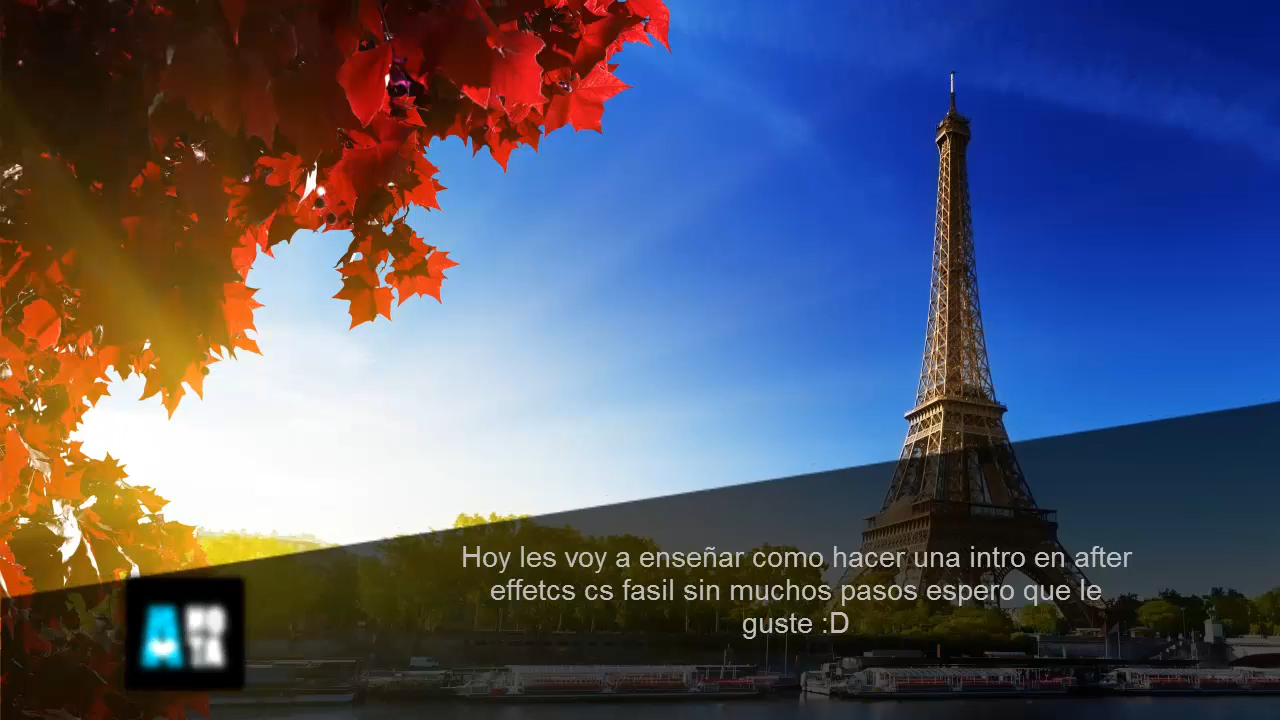 Hoy les voy a enseñar como hacer una intro en after
effetcs cs fasil sin muchos pasos espero que le
guste :D